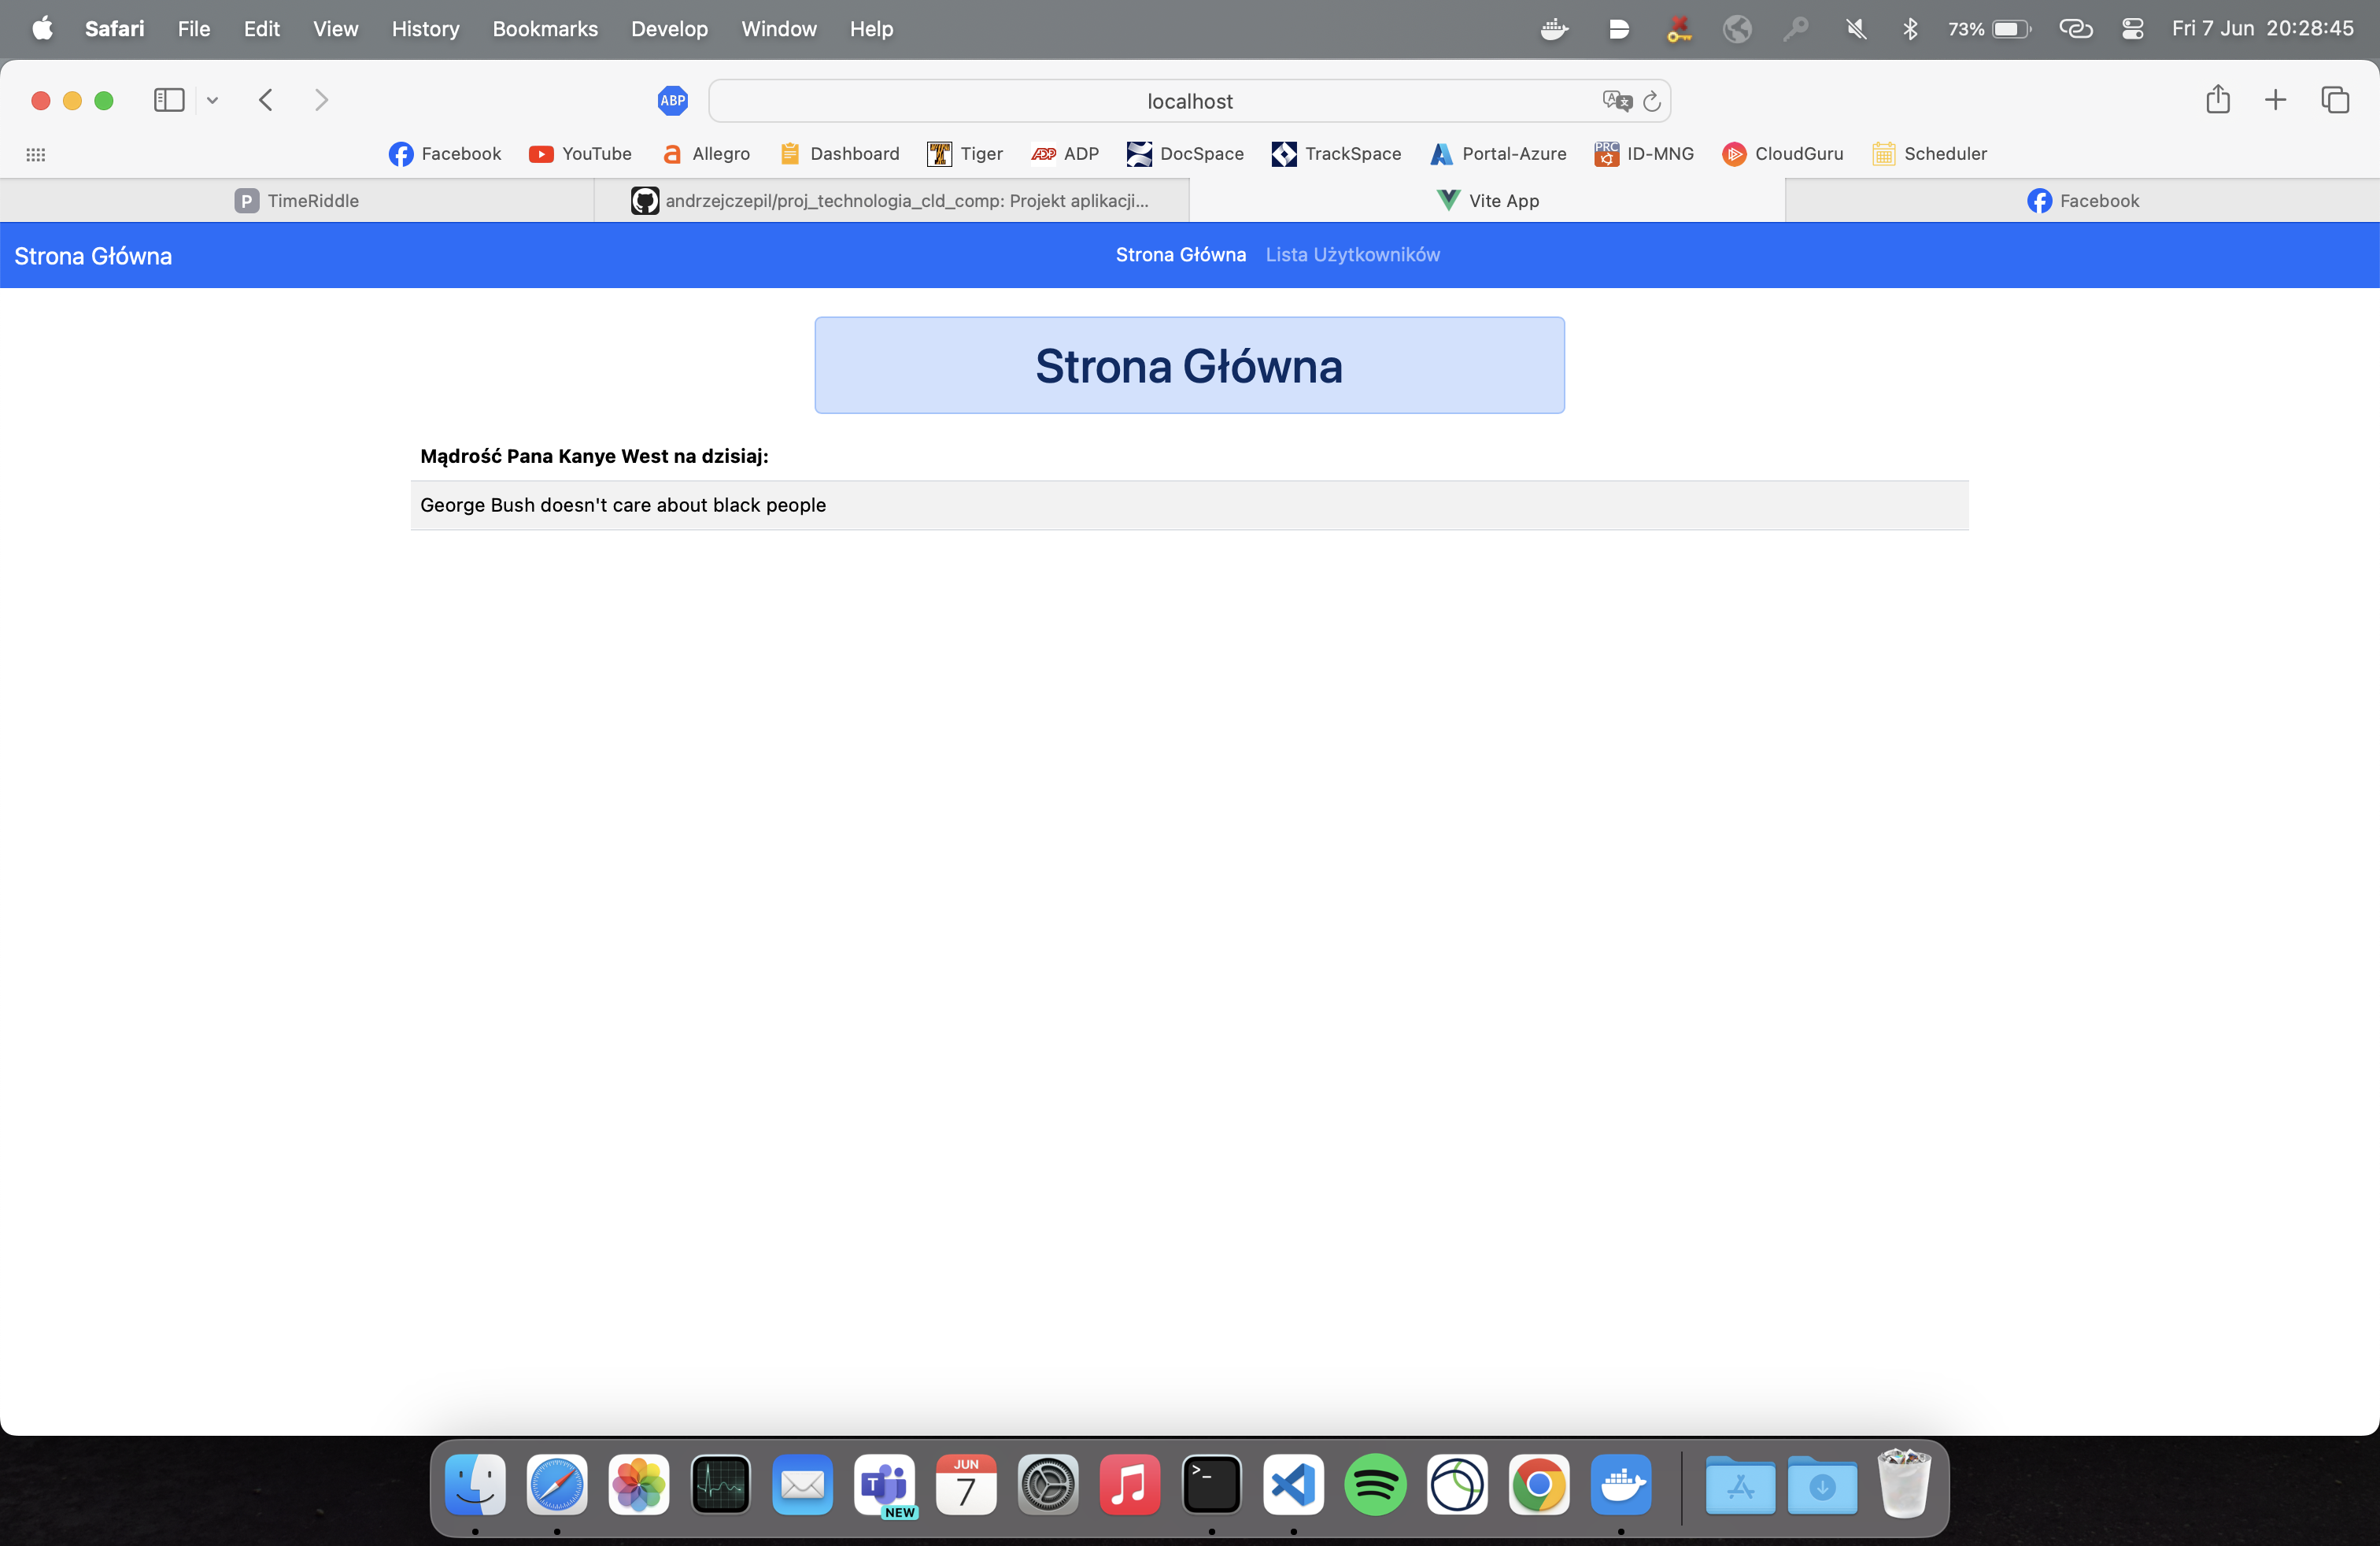 Safari File Edit View History Bookmarks Develop Window Help 73% Fri 7 Jun 20:28:45
ABP localhost
Facebook YouTube Allegro Dashboard Tiger ADP DocSpace TrackSpace Portal-Azure ID-MNG CloudGuru Scheduler
TimeRiddle andrzejczepil/proj_technologia_cld_comp: Projekt aplikacji... Vite App Facebook
Strona Główna Strona Główna Lista Użytkowników
Strona Główna
Mądrość Pana Kanye West na dzisiaj:
George Bush doesn't care about black people
JUN
7
NEW